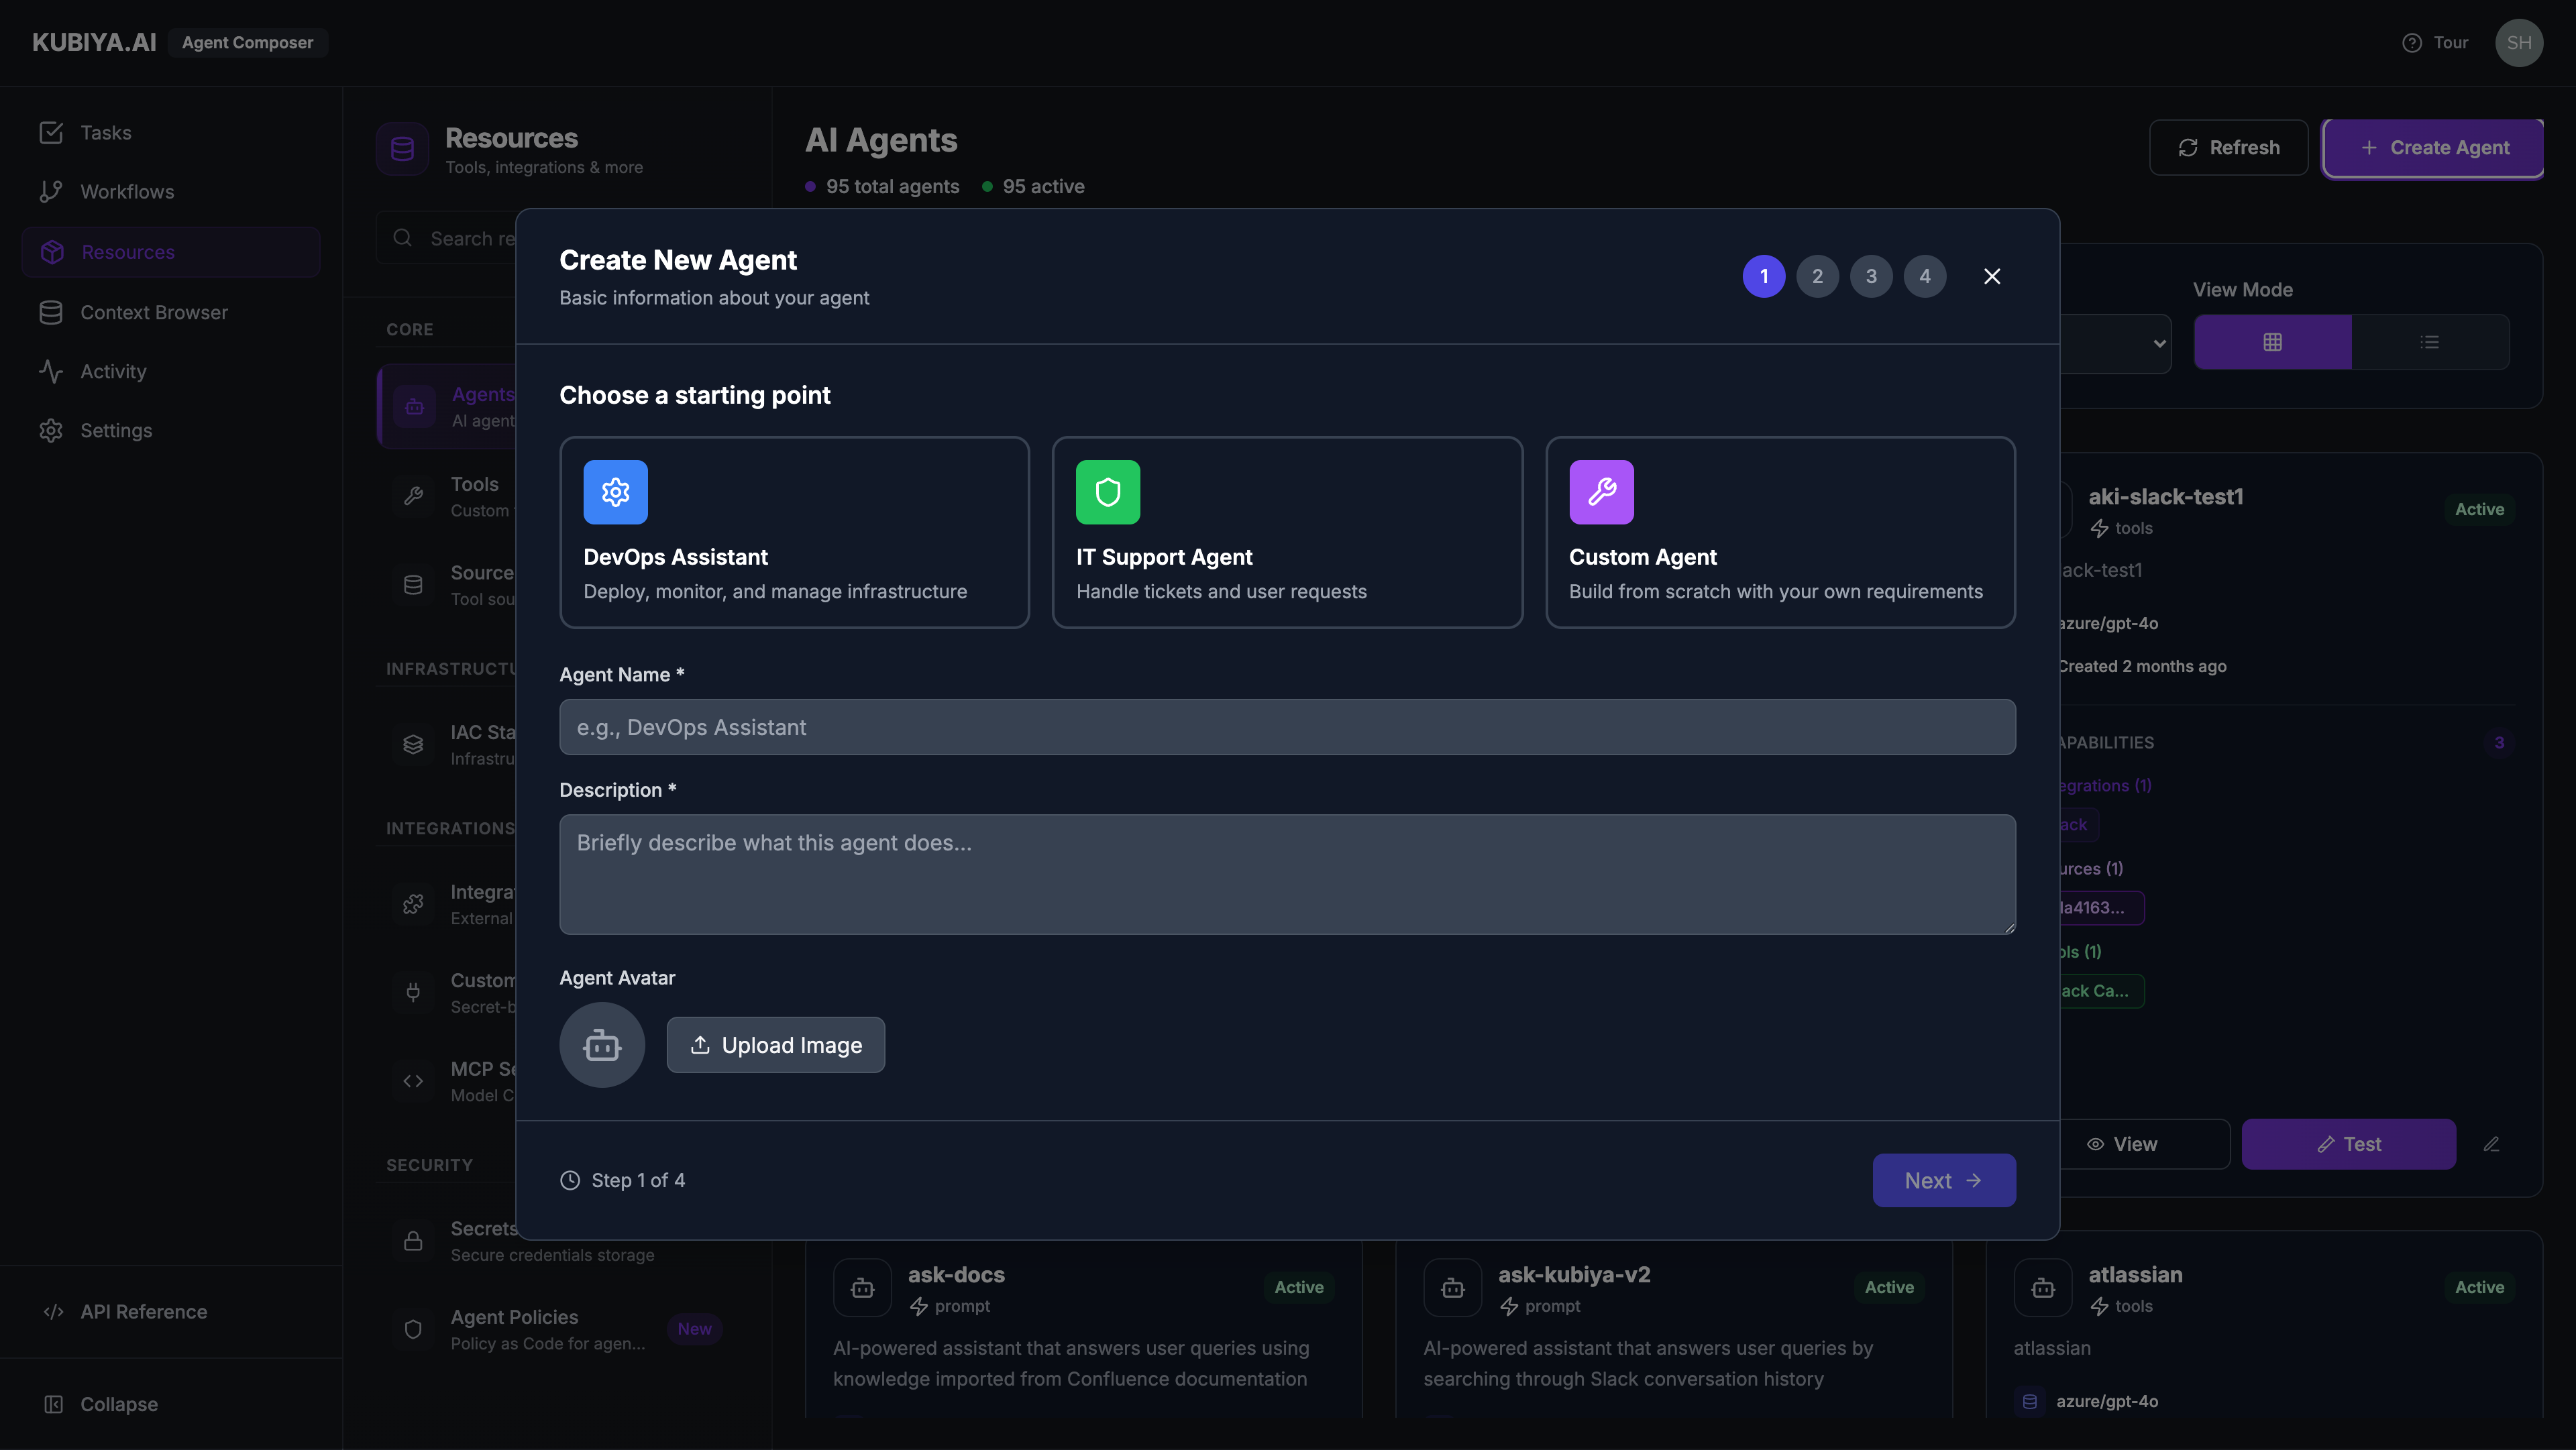 KUBIYA.AI
Agent Composer
Tour
SH
Tasks
Workflows
Resources
Context Browser
Activity
Settings
API Reference
Collapse
Resources
Tools, integrations & more
Search re
CORE
Agents
AI agent
Tools
Custom
Source
Tool sou
INFRASTRUCTU
IAC Sta
Infrastru
INTEGRATIONS
Integrat
External
Custom
Secret-b
MCP Se
Model C
SECURITY
Secrets
Secure credentials storage
Agent Policies
Policy as Code for agen...
New
AI Agents
95 total agents
95 active
Refresh
Create Agent
View Mode
Create New Agent
Basic information about your agent
1 2 3 4
Choose a starting point
DevOps Assistant
Deploy, monitor, and manage infrastructure
IT Support Agent
Handle tickets and user requests
Custom Agent
Build from scratch with your own requirements
Agent Name *
e.g., DevOps Assistant
Description *
Briefly describe what this agent does...
Agent Avatar
Upload Image
Step 1 of 4
Next
aki-slack-test1
tools
Active
ack-test1
azure/gpt-4o
Created 2 months ago
APABILITIES
3
egrations (1)
ack
urces (1)
a4163...
ols (1)
ack Ca...
View
Test
ask-docs
prompt
Active
AI-powered assistant that answers user queries using
knowledge imported from Confluence documentation
ask-kubiya-v2
prompt
Active
AI-powered assistant that answers user queries by
searching through Slack conversation history
atlassian
tools
Active
atlassian
azure/gpt-4o